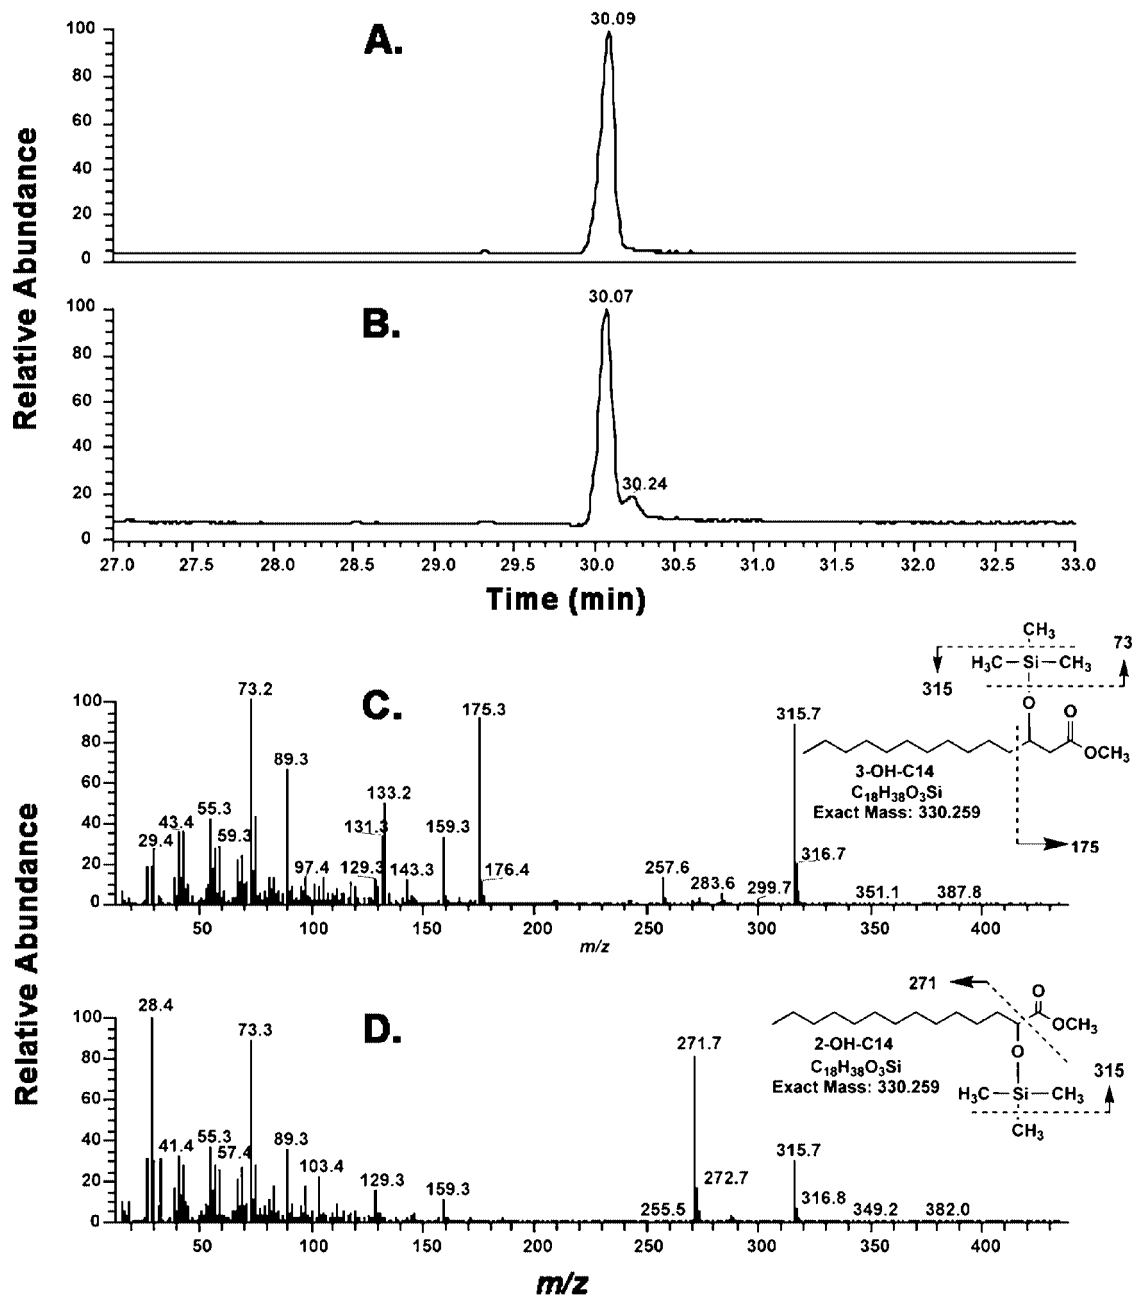 30.09
A.
100
80
60
40
20
0
Relative Abundance
30.07
B.
100
80
60
40
20
0
30.24
27.0 27.5 28.0 28.5 29.0 29.5 30.0 30.5 31.0 31.5 32.0 32.5 33.0
Time (min)
CH3
73
H3C—Si—CH3
315
O
O
OCH3
3-OH-C14
C18H38O3Si
Exact Mass: 330.259
175
C.
73.2
175.3
315.7
100
80
60
40
20
0
89.3
133.2
55.3
43.4
131.3
59.3
29.4
159.3
97.4
129.3
143.3
176.4
257.6
283.6
299.7
316.7
351.1
387.8
50 100 150 200 250 300 350 400
m/z
Relative Abundance
D.
28.4
73.3
271.7
100
80
60
40
20
0
271
O
OCH3
2-OH-C14
C18H38O3Si
Exact Mass: 330.259
O
315
H3C—Si—CH3
CH3
41.4
55.3
57.4
89.3
103.4
129.3
159.3
255.5
272.7
315.7
316.8
349.2
382.0
50 100 150 200 250 300 350 400
m/z